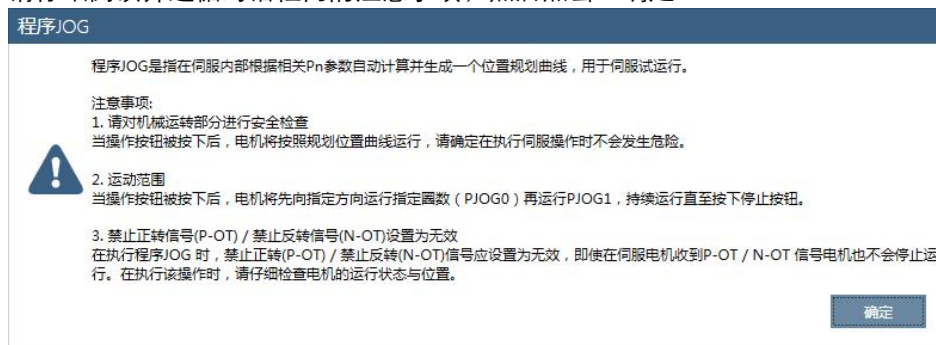 程序JOG
程序JOG是指在伺服内部根据相关Pn参数自动计算并生成一个位置规划曲线，用于伺服试运行。
注意事项:
1. 请对机械运转部分进行安全检查
当操作按钮被按下后，电机将按照规划位置曲线运行，请确定在执行伺服操作时不会发生危险。
2. 运动范围
当操作按钮被按下后，电机将先向指定方向运行指定圈数（PJOG0）再运行PJOG1，持续运行直至按下停止按钮。
3. 禁止正转信号(P-OT) / 禁止反转信号(N-OT)设置为无效
在执行程序JOG 时，禁止正转(P-OT) / 禁止反转(N-OT)信号应设置为无效，即使在伺服电机收到P-OT / N-OT 信号电机也不会停止运
行。在执行该操作时，请仔细检查电机的运行状态与位置。
确定